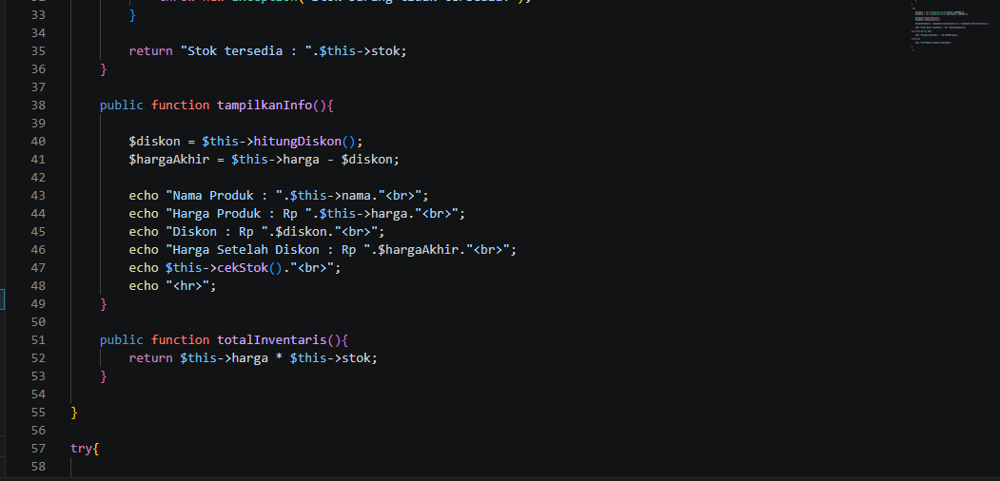 33 }
34
35 return "Stok tersedia : ".$this->stok;
36 }
37
38 public function tampilkanInfo(){
39
40 $diskon = $this->hitungDiskon();
41 $hargaAkhir = $this->harga - $diskon;
42
43 echo "Nama Produk : ".$this->nama."<br>";
44 echo "Harga Produk : Rp ".$this->harga."<br>";
45 echo "Diskon : Rp ".$diskon."<br>";
46 echo "Harga Setelah Diskon : Rp ".$hargaAkhir."<br>";
47 echo $this->cekStok()."<br>";
48 echo "<hr>";
49 }
50
51 public function totalInventaris(){
52 return $this->harga * $this->stok;
53 }
54
55 }
56
57 try{
58